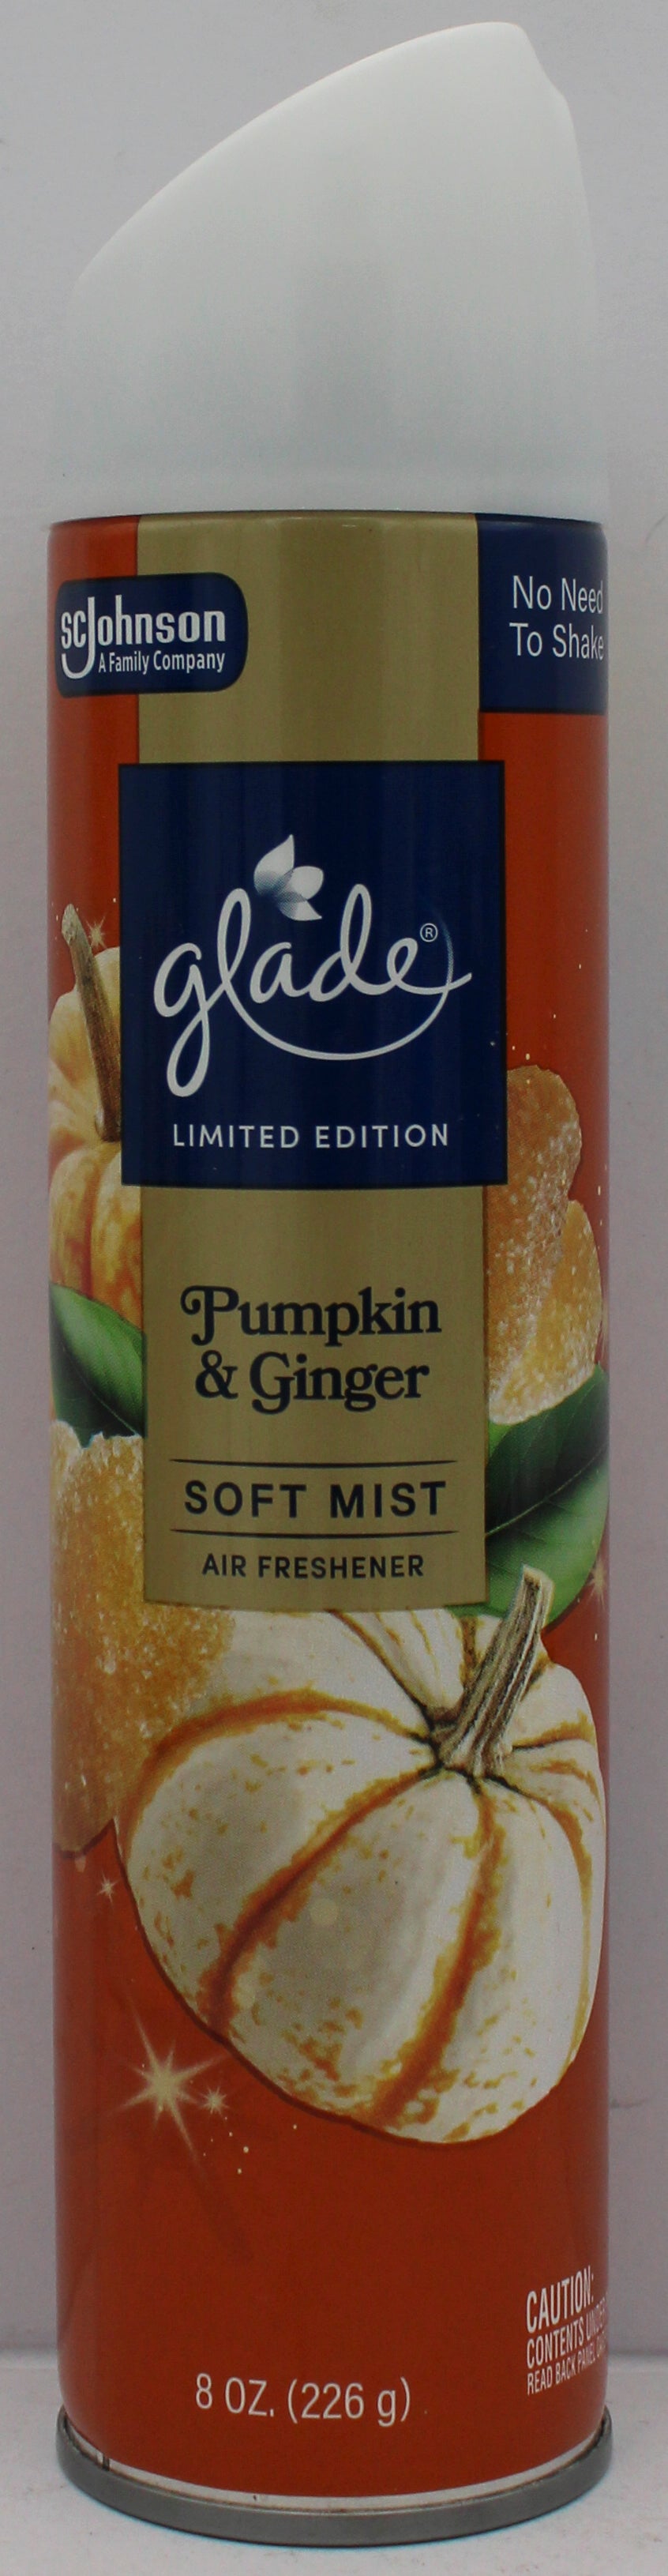 SC Johnson
A Family Company
No Need
To Shake
glade®
LIMITED EDITION
Pumpkin
& Ginger
SOFT MIST
AIR FRESHENER
CAUTION:
CONTENTS
READ BACK PANEL
8 OZ. (226 g)